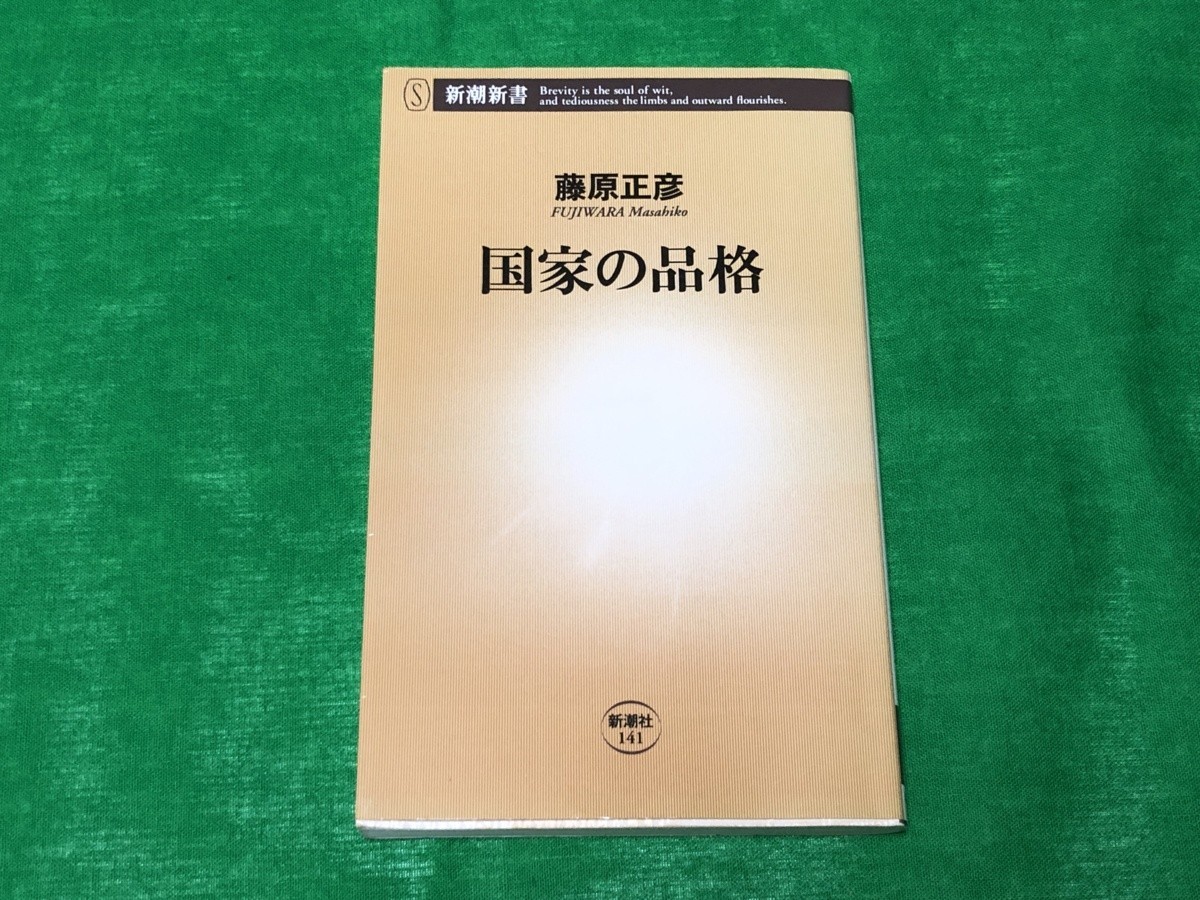 S
新潮新書
Brevity is the soul of wit,
and tediousness the limbs and outward flourishes.
藤原正彦
FUJIWARA Masahiko
国家の品格
新潮社
141